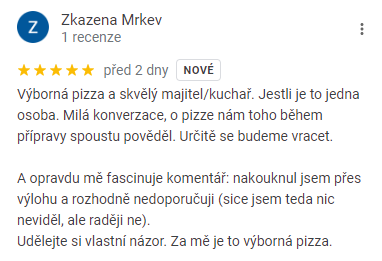 Z
Zkazena Mrkev
1 recenze
před 2 dny NOVÉ
Výborná pizza a skvělý majitel/kuchař. Jestli je to jedna
osoba. Milá konverzace, o pizze nám toho během
přípravy spoustu pověděl. Určitě se budeme vracet.
A opravdu mě fascinuje komentář: nakouknul jsem přes
výlohu a rozhodně nedoporučuji (sice jsem teda nic
neviděl, ale raději ne).
Udělejte si vlastní názor. Za mě je to výborná pizza.